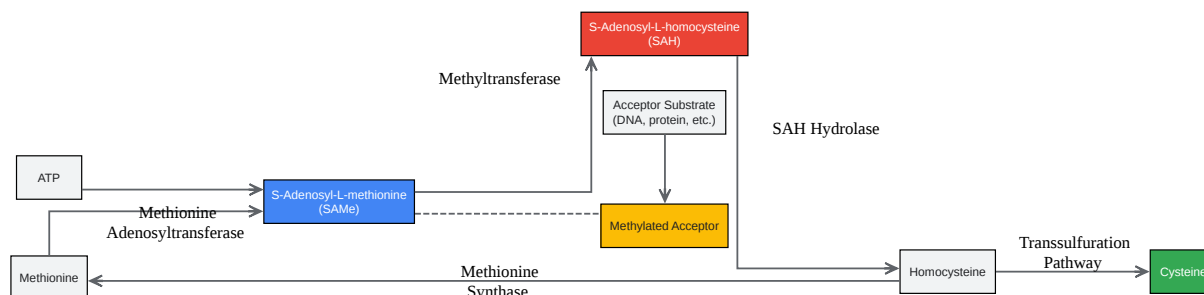 S-Adenosyl-L-homocysteine
(SAH)
Methyltransferase
Acceptor Substrate
(DNA, protein, etc.)
SAH Hydrolase
ATP
S-Adenosyl-L-methionine
(SAMe)
Methionine
Adenosyltransferase
Methylated Acceptor
Methionine
Methionine
Synthase
Homocysteine
Transsulfuration
Pathway
Cysteine